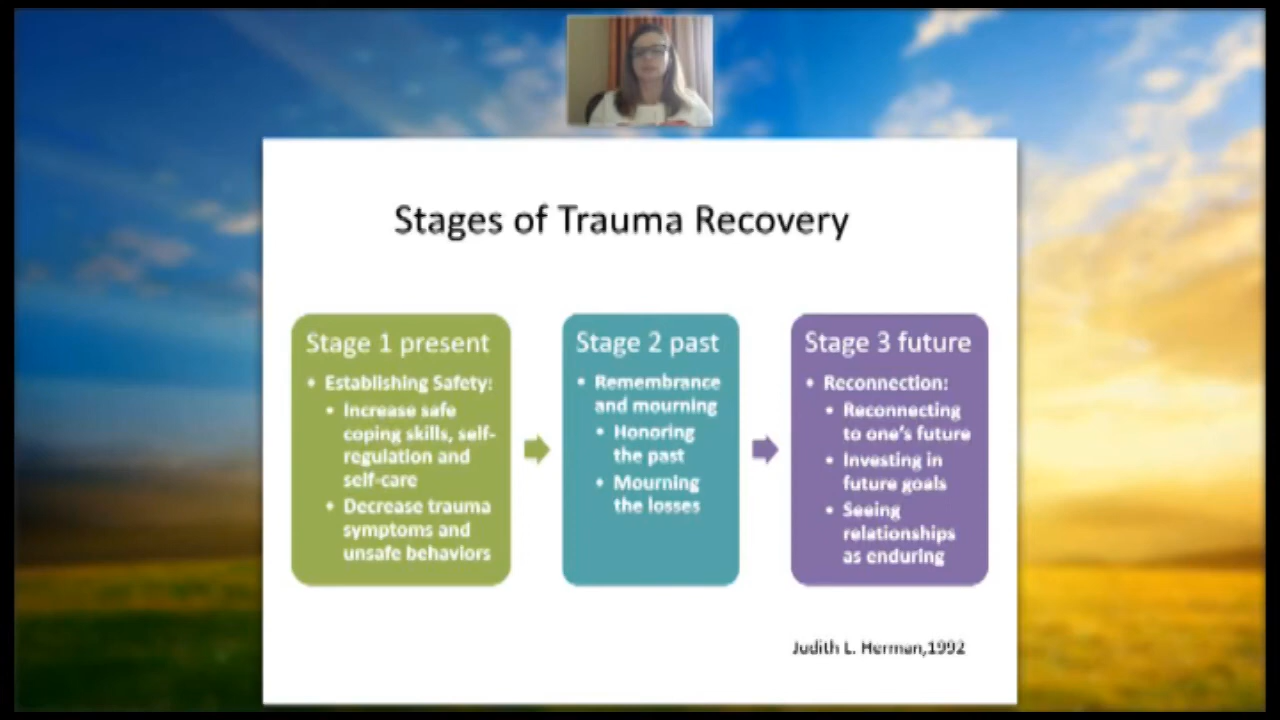 Stages of Trauma Recovery
Stage 1 present
• Establishing Safety:
• Increase safe
coping skills, self-
regulation and
self-care
• Decrease trauma
symptoms and
unsafe behaviors
Stage 2 past
• Remembrance
and mourning
• Honoring
the past
• Mourning
the losses
Stage 3 future
• Reconnection:
• Reconnecting
to one's future
• Investing in
future goals
• Seeing
relationships
as enduring
Judith L. Herman,1992